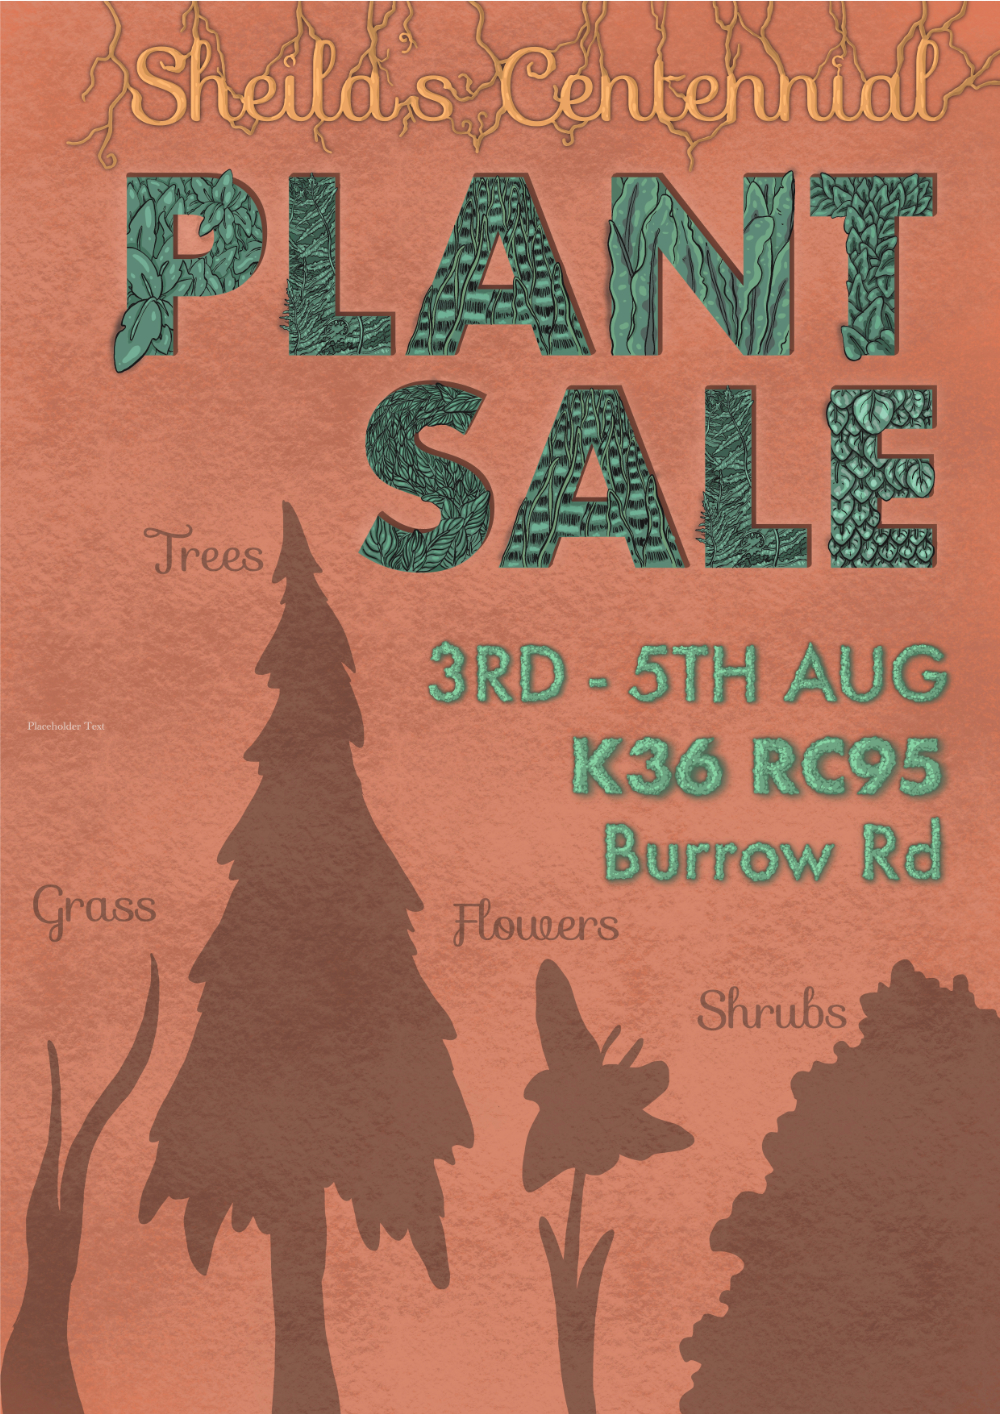 Sheila's Centennial
PLANT
SALE
Trees
3RD - 5TH AUG
Placeholder Text
K36 RC95
Burrow Rd
Grass
Flowers
Shrubs